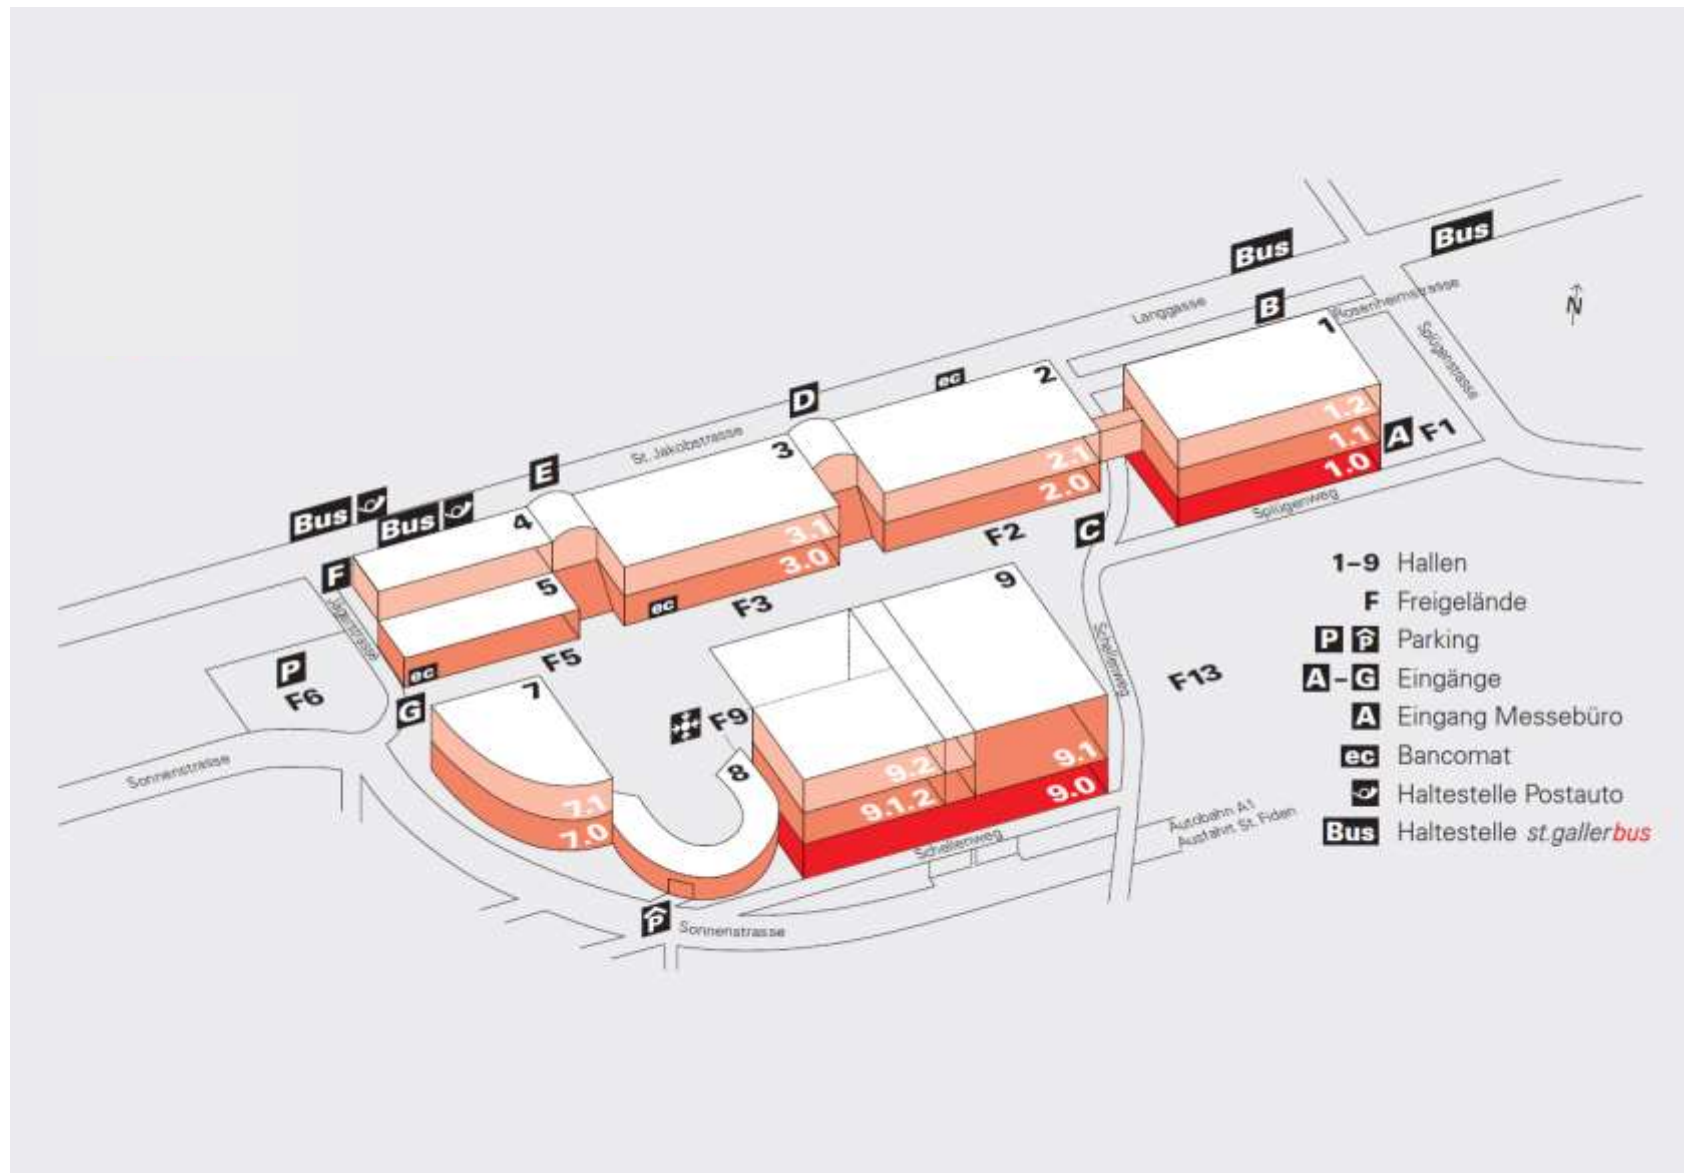 Bus
Bus
Langgasse
B
Rosenheimstrasse
Splügenstrasse
N
1
1.2
1.1
1.0
A F1
Splügenweg
ec
2
2.1
2.0
F2
C
D
St. Jakobstrasse
3
3.1
3.0
ec
F3
E
Bus
Bus
4
F
5
ec
F5
Jägerstrasse
P
F6
G
Sonnenstrasse
7
7.1
7.0
F9
8
9
9.2
9.1
9.1.2
9.0
Schellenweg
F13
Schellenweg
Autobahn A1
Ausfahrt St. Fiden
P
Sonnenstrasse
1–9 Hallen
F Freigelände
P P Parking
A–G Eingänge
A Eingang Messebüro
ec Bancomat
Haltestelle Postauto
Bus Haltestelle st.gallerbus